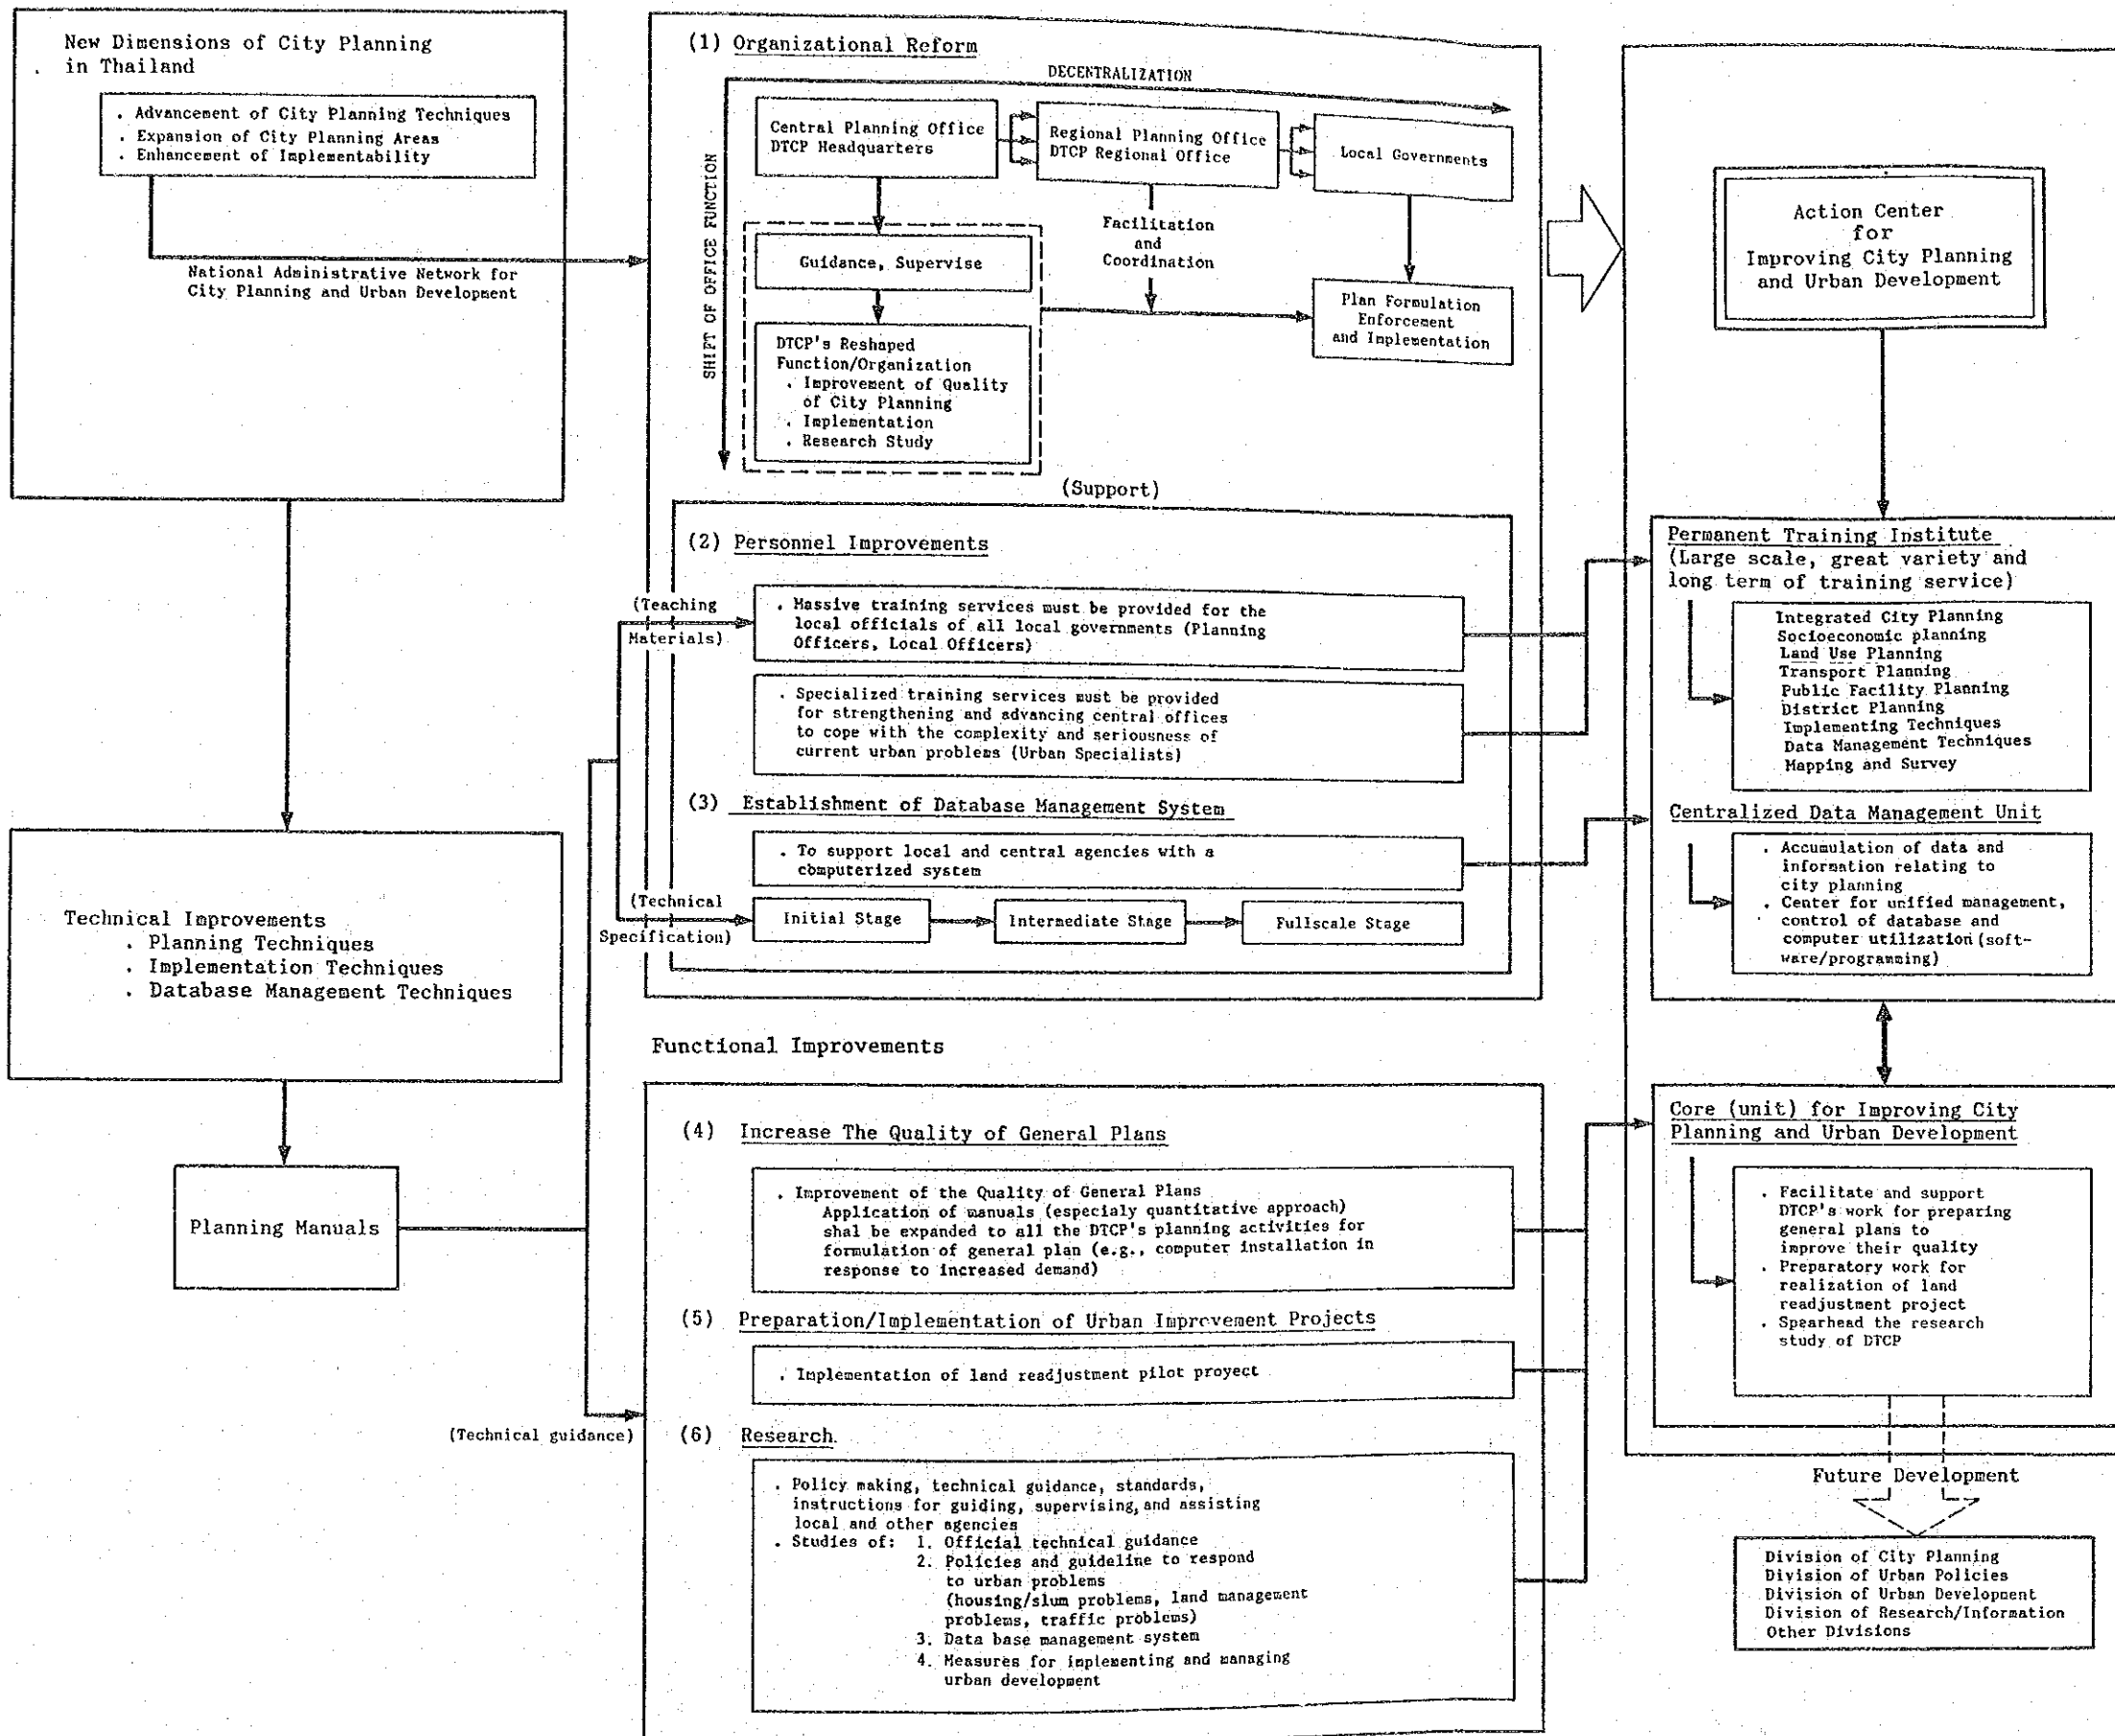 New Dimensions of City Planning
in Thailand
. Advancement of City Planning Techniques
. Expansion of City Planning Areas
. Enhancement of Implementability
National Administrative Network for
City Planning and Urban Development
Technical Improvements
. Planning Techniques
. Implementation Techniques
. Database Management Techniques
Planning Manuals
(1) Organizational Reform
DECENTRALIZATION
SHIFT OF OFFICE FUNCTION
Central Planning Office
DTCP Headquarters
Regional Planning Office
DTCP Regional Office
Local Governments
Guidance, Supervise
Facilitation
and
Coordination
DTCP's Reshaped
Function/Organization
. Improvement of Quality
of City Planning
. Implementation
. Research Study
Plan Formulation
Enforcement
and Implementation
(Support)
(2) Personnel Improvements
(Teaching
Materials)
. Massive training services must be provided for the
local officials of all local governments (Planning
Officers, Local Officers)
. Specialized training services must be provided
for strengthening and advancing central offices
to cope with the complexity and seriousness of
current urban problems (Urban Specialists)
(3) Establishment of Database Management System
. To support local and central agencies with a
computerized system
(Technical
Specification)
Initial Stage
Intermediate Stage
Fullscale Stage
Functional Improvements
(4) Increase The Quality of General Plans
. Improvement of the Quality of General Plans
Application of manuals (especialy quantitative approach)
shal be expanded to all the DTCP's planning activities for
formulation of general plan (e.g., computer installation in
response to increased demand)
(5) Preparation/Implementation of Urban Improvement Projects
. Implementation of land readjustment pilot proyect
(Technical guidance)
(6) Research.
. Policy making, technical guidance, standards,
instructions for guiding, supervising, and assisting
local and other agencies
. Studies of: 1. Official technical guidance
2. Policies and guideline to respond
to urban problems
(housing/slum problems, land management
problems, traffic problems)
3. Data base management system
4. Measures for implementing and managing
urban development
Action Center
for
Improving City Planning
and Urban Development
Permanent Training Institute
(Large scale, great variety and
long term of training service)
Integrated City Planning
Socioeconomic planning
Land Use Planning
Transport Planning
Public Facility Planning
District Planning
Implementing Techniques
Data Management Techniques
Mapping and Survey
Centralized Data Management Unit
. Accumulation of data and
information relating to
city planning
. Center for unified management,
control of database and
computer utilization (soft-
ware/programming)
Core (unit) for Improving City
Planning and Urban Development
. Facilitate and support
DTCP's work for preparing
general plans to
improve their quality
. Preparatory work for
realization of land
readjustment project
. Spearhead the research
study of DTCP
Future Development
Division of City Planning
Division of Urban Policies
Division of Urban Development
Division of Research/Information
Other Divisions